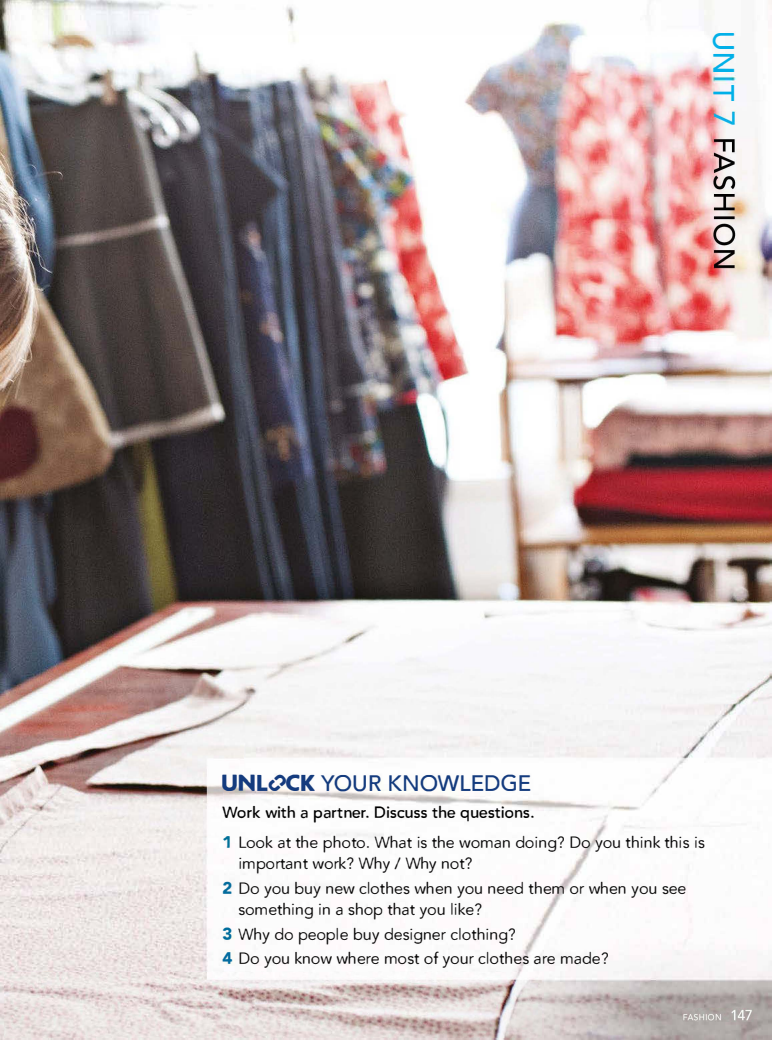 UNIT 7 FASHION
UNLOCK YOUR KNOWLEDGE
Work with a partner. Discuss the questions.
1 Look at the photo. What is the woman doing? Do you think this is
important work? Why / Why not?
2 Do you buy new clothes when you need them or when you see
something in a shop that you like?
3 Why do people buy designer clothing?
4 Do you know where most of your clothes are made?
FASHION 147